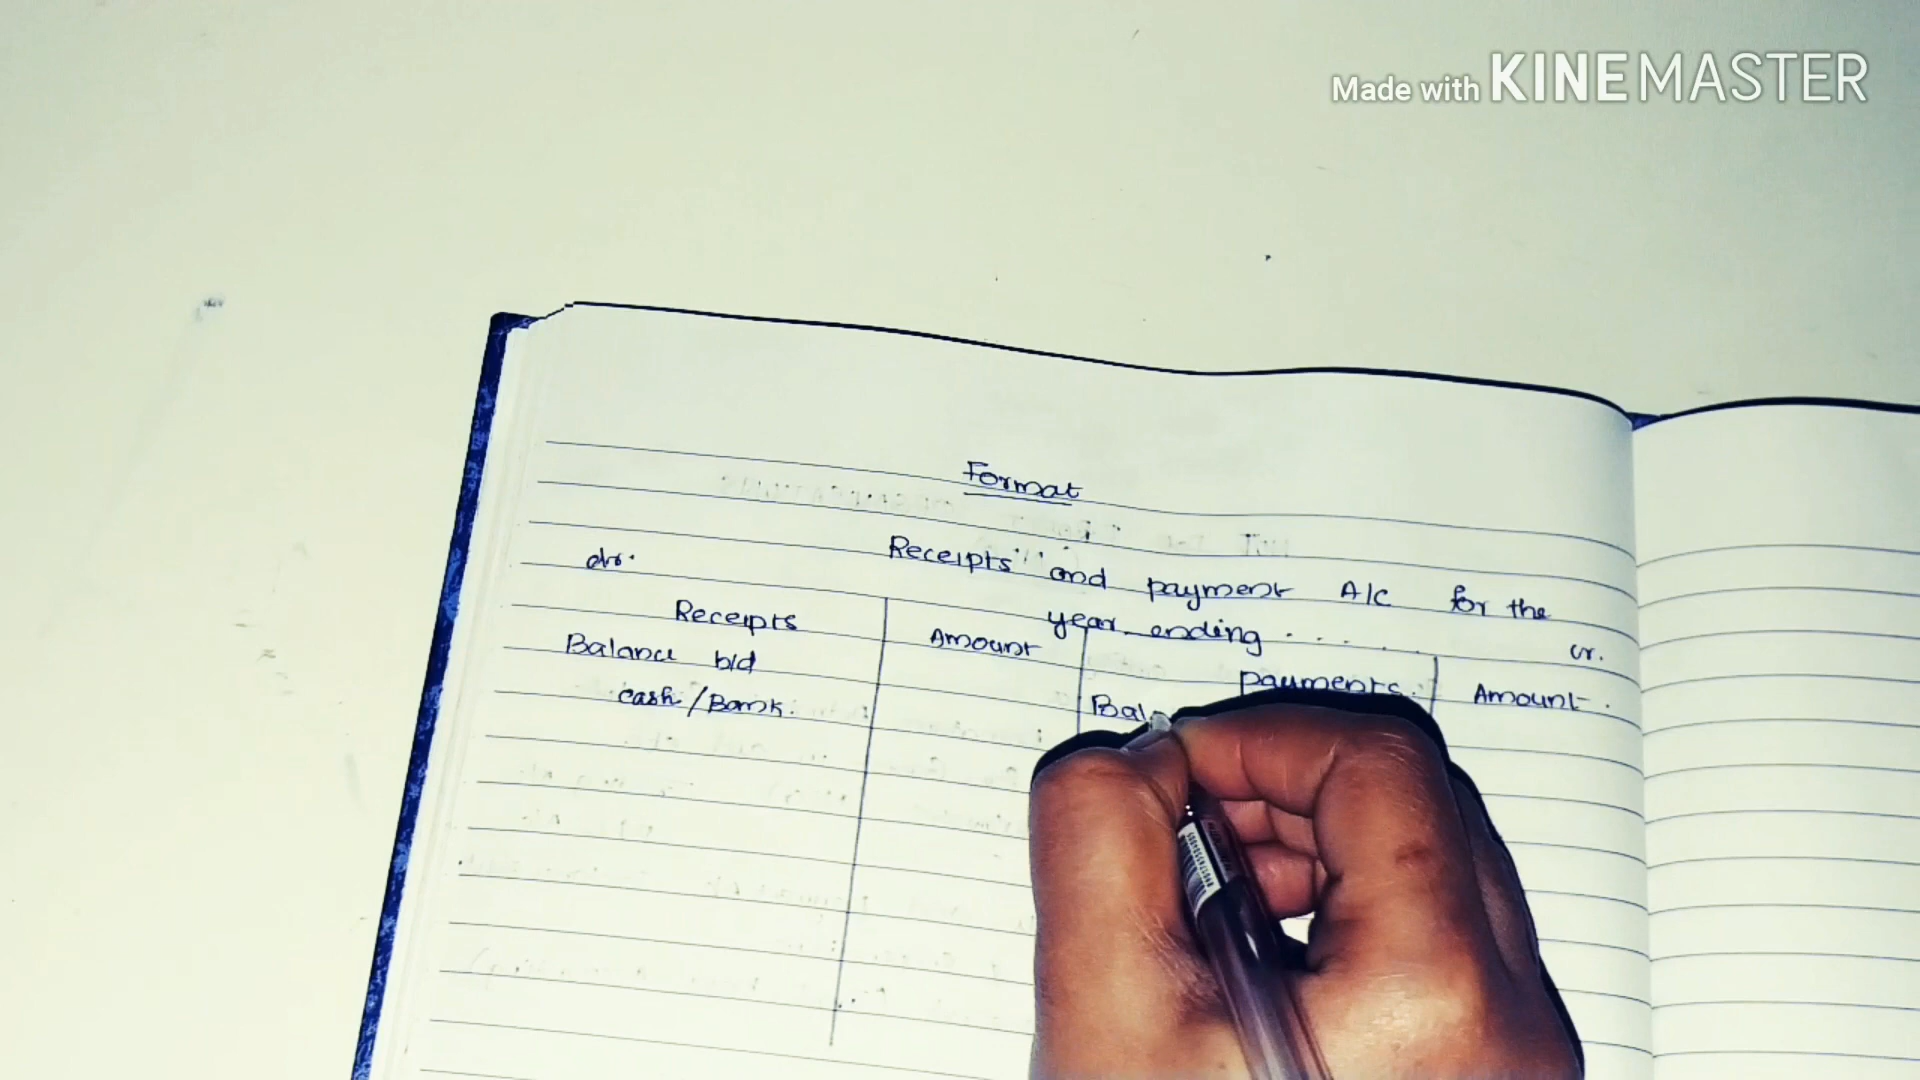 Made with KINEMASTER
Format
dr.
Receipts and payment A/c for the
year ending . . . .
cr.
Receipts
Amount
payments.
Amount.
Balance b/d
cash/Bank.
Bala